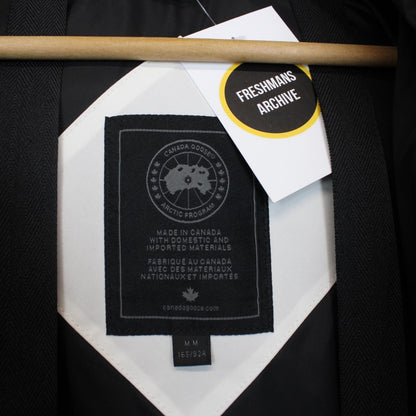 FRESHMANS
ARCHIVE
CANADA GOOSE
ARCTIC PROGRAM
MADE IN CANADA
WITH DOMESTIC AND
IMPORTED MATERIALS
FABRIQUÉ AU CANADA
AVEC DES MATÉRIAUX
NATIONAUX ET IMPORTÉS
canadagoose.com
M M
165/92A